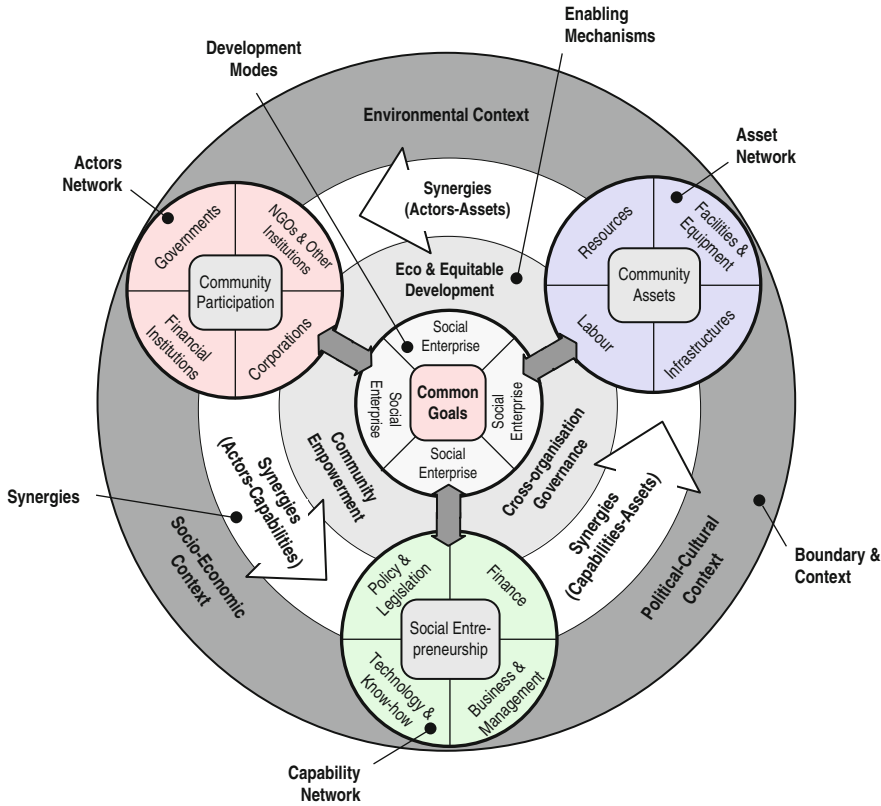 Enabling
Mechanisms
Development
Modes
Environmental Context
Asset
Network
Actors
Network
Synergies
(Actors-Assets)
Governments
NGOs & Other
Institutions
Community
Participation
Financial
Institutions
Corporations
Resources
Facilities &
Equipment
Community
Assets
Labour
Infrastructures
Eco & Equitable
Development
Social
Enterprise
Social
Enterprise
Common
Goals
Social
Enterprise
Social
Enterprise
Community
Empowerment
Cross-organisation
Governance
Synergies
(Actors-Capabilities)
Synergies
(Capabilities-Assets)
Synergies
Socio-Economic
Context
Political-Cultural
Context
Boundary &
Context
Policy &
Legislation
Finance
Social Entre-
preneurship
Technology &
Know-how
Business &
Management
Capability
Network